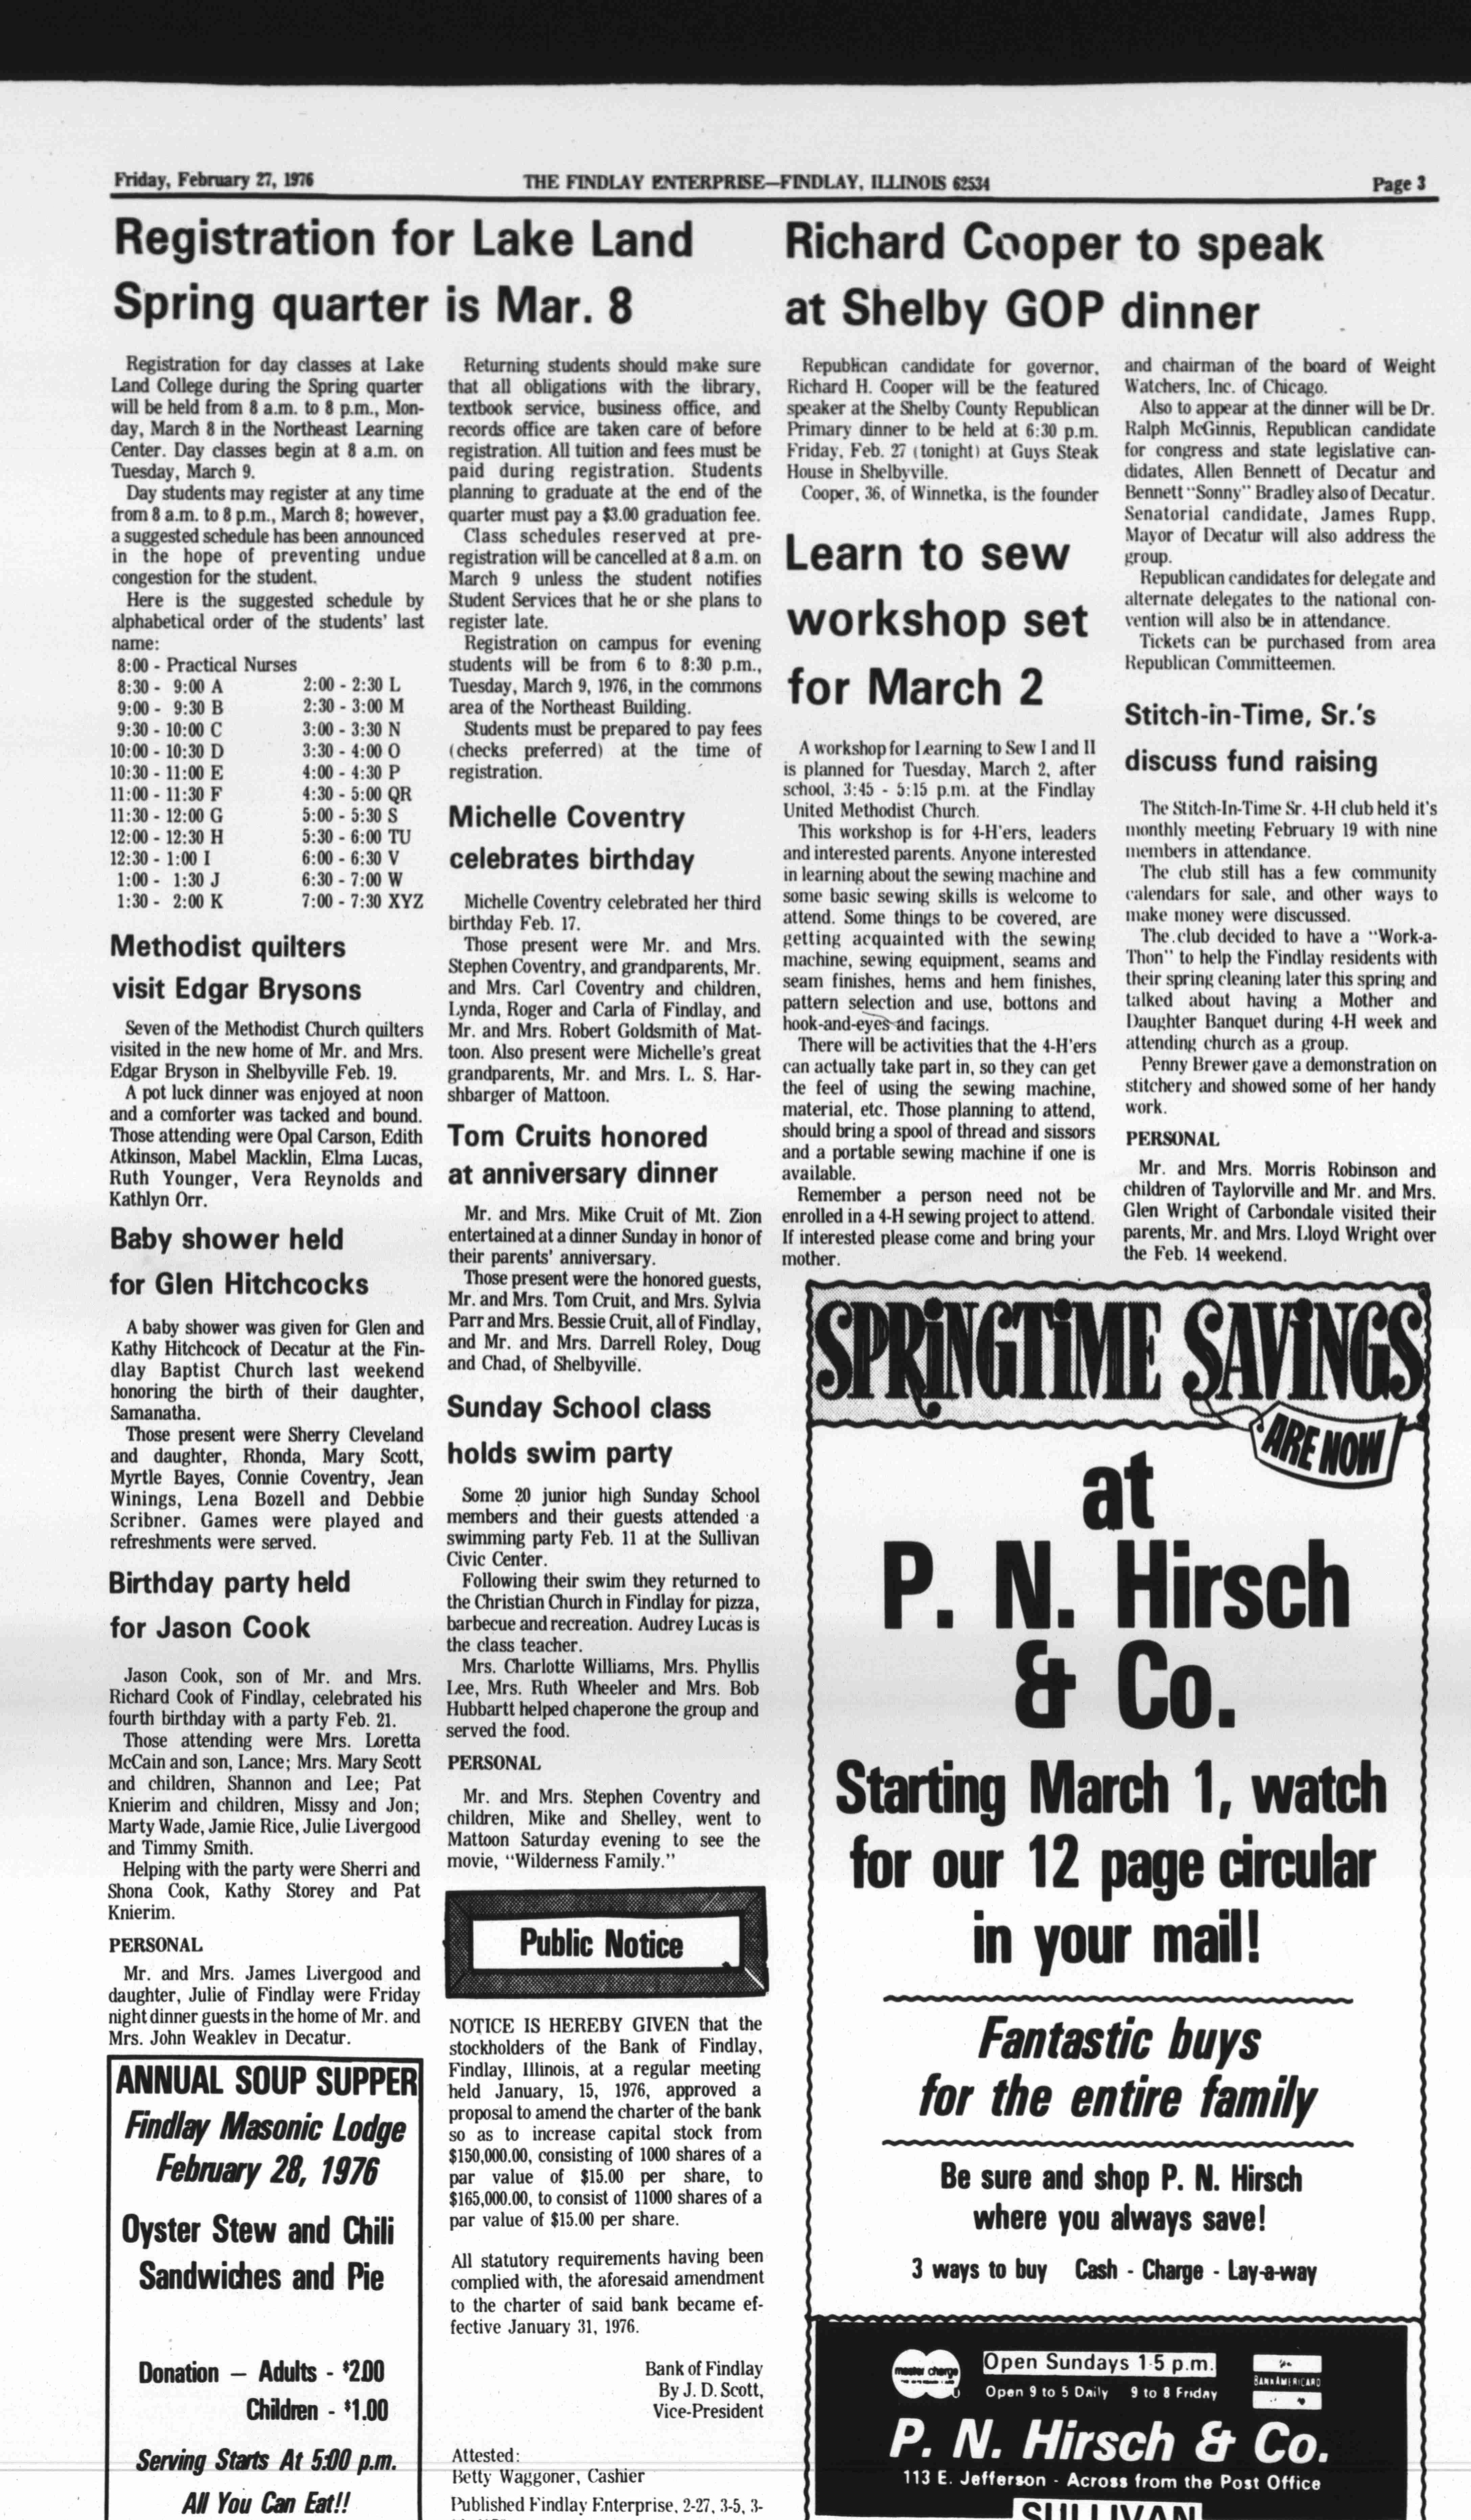 Friday, February 27, 1976
THE FINDLAY ENTERPRISE—FINDLAY, ILLINOIS 62534
Page 3
Registration for Lake Land
Spring quarter is Mar. 8
Registration for day classes at Lake
Land College during the Spring quarter
will be held from 8 a.m. to 8 p.m., Mon-
day, March 8 in the Northeast Learning
Center. Day classes begin at 8 a.m. on
Tuesday, March 9.
Day students may register at any time
from 8 a.m. to 8 p.m., March 8; however,
a suggested schedule has been announced
in the hope of preventing undue
congestion for the student.
Here is the suggested schedule by
alphabetical order of the students' last
name:
8:00 - Practical Nurses
8:30 - 9:00 A
9:00 - 9:30 B
9:30 - 10:00 C
10:00 - 10:30 D
10:30 - 11:00 E
11:00 - 11:30 F
11:30 - 12:00 G
12:00 - 12:30 H
12:30 - 1:00 I
1:00 - 1:30 J
1:30 - 2:00 K
2:00 - 2:30 L
2:30 - 3:00 M
3:00 - 3:30 N
3:30 - 4:00 O
4:00 - 4:30 P
4:30 - 5:00 QR
5:00 - 5:30 S
5:30 - 6:00 TU
6:00 - 6:30 V
6:30 - 7:00 W
7:00 - 7:30 XYZ
Methodist quilters
visit Edgar Brysons
Seven of the Methodist Church quilters
visited in the new home of Mr. and Mrs.
Edgar Bryson in Shelbyville Feb. 19.
A pot luck dinner was enjoyed at noon
and a comforter was tacked and bound.
Those attending were Opal Carson, Edith
Atkinson, Mabel Macklin, Elma Lucas,
Ruth Younger, Vera Reynolds and
Kathlyn Orr.
Baby shower held
for Glen Hitchcocks
A baby shower was given for Glen and
Kathy Hitchcock of Decatur at the Fin-
dlay Baptist Church last weekend
honoring the birth of their daughter,
Samanatha.
Those present were Sherry Cleveland
and daughter, Rhonda, Mary Scott,
Myrtle Bayes, Connie Coventry, Jean
Winings, Lena Bozell and Debbie
Scribner. Games were played and
refreshments were served.
Birthday party held
for Jason Cook
Jason Cook, son of Mr. and Mrs.
Richard Cook of Findlay, celebrated his
fourth birthday with a party Feb. 21.
Those attending were Mrs. Loretta
McCain and son, Lance; Mrs. Mary Scott
and children, Shannon and Lee; Pat
Knierim and children, Missy and Jon;
Marty Wade, Jamie Rice, Julie Livergood
and Timmy Smith.
Helping with the party were Sherri and
Shona Cook, Kathy Storey and Pat
Knierim.
PERSONAL
Mr. and Mrs. James Livergood and
daughter, Julie of Findlay were Friday
night dinner guests in the home of Mr. and
Mrs. John Weaklev in Decatur.
ANNUAL SOUP SUPPER
Findlay Masonic Lodge
February 28, 1976
Oyster Stew and Chili
Sandwiches and Pie
Donation — Adults - $2.00
Children - $1.00
Serving Starts At 5:00 p.m.
All You Can Eat!!
Returning students should make sure
that all obligations with the library,
textbook service, business office, and
records office are taken care of before
registration. All tuition and fees must be
paid during registration. Students
planning to graduate at the end of the
quarter must pay a $3.00 graduation fee.
Class schedules reserved at pre-
registration will be cancelled at 8 a.m. on
March 9 unless the student notifies
Student Services that he or she plans to
register late.
Registration on campus for evening
students will be from 6 to 8:30 p.m.,
Tuesday, March 9, 1976, in the commons
area of the Northeast Building.
Students must be prepared to pay fees
(checks preferred) at the time of
registration.
Michelle Coventry
celebrates birthday
Michelle Coventry celebrated her third
birthday Feb. 17.
Those present were Mr. and Mrs.
Stephen Coventry, and grandparents, Mr.
and Mrs. Carl Coventry and children,
Lynda, Roger and Carla of Findlay, and
Mr. and Mrs. Robert Goldsmith of Mat-
toon. Also present were Michelle's great
grandparents, Mr. and Mrs. L. S. Har-
shbarger of Mattoon.
Tom Cruits honored
at anniversary dinner
Mr. and Mrs. Mike Cruit of Mt. Zion
entertained at a dinner Sunday in honor of
their parents' anniversary.
Those present were the honored guests,
Mr. and Mrs. Tom Cruit, and Mrs. Sylvia
Parr and Mrs. Bessie Cruit, all of Findlay,
and Mr. and Mrs. Darrell Roley, Doug
and Chad, of Shelbyville.
Sunday School class
holds swim party
Some 20 junior high Sunday School
members and their guests attended a
swimming party Feb. 11 at the Sullivan
Civic Center.
Following their swim they returned to
the Christian Church in Findlay for pizza,
barbecue and recreation. Audrey Lucas is
the class teacher.
Mrs. Charlotte Williams, Mrs. Phyllis
Lee, Mrs. Ruth Wheeler and Mrs. Bob
Hubbartt helped chaperone the group and
served the food.
PERSONAL
Mr. and Mrs. Stephen Coventry and
children, Mike and Shelley, went to
Mattoon Saturday evening to see the
movie, "Wilderness Family."
Public Notice
NOTICE IS HEREBY GIVEN that the
stockholders of the Bank of Findlay,
Findlay, Illinois, at a regular meeting
held January, 15, 1976, approved a
proposal to amend the charter of the bank
so as to increase capital stock from
$150,000.00, consisting of 1000 shares of a
par value of $15.00 per share, to
$165,000.00, to consist of 11000 shares of a
par value of $15.00 per share.
All statutory requirements having been
complied with, the aforesaid amendment
to the charter of said bank became ef-
fective January 31, 1976.
Bank of Findlay
By J. D. Scott,
Vice-President
Attested:
Betty Waggoner, Cashier
Published Findlay Enterprise, 2-27, 3-5, 3-
Richard Cooper to speak
at Shelby GOP dinner
Republican candidate for governor,
Richard H. Cooper will be the featured
speaker at the Shelby County Republican
Primary dinner to be held at 6:30 p.m.
Friday, Feb. 27 (tonight) at Guys Steak
House in Shelbyville.
Cooper, 36, of Winnetka, is the founder
and chairman of the board of Weight
Watchers, Inc. of Chicago.
Also to appear at the dinner will be Dr.
Ralph McGinnis, Republican candidate
for congress and state legislative can-
didates, Allen Bennett of Decatur and
Bennett "Sonny" Bradley also of Decatur.
Senatorial candidate, James Rupp,
Mayor of Decatur will also address the
group.
Republican candidates for delegate and
alternate delegates to the national con-
vention will also be in attendance.
Tickets can be purchased from area
Republican Committeemen.
Learn to sew
workshop set
for March 2
A workshop for Learning to Sew I and II
is planned for Tuesday, March 2, after
school, 3:45 - 5:15 p.m. at the Findlay
United Methodist Church.
This workshop is for 4-H'ers, leaders
and interested parents. Anyone interested
in learning about the sewing machine and
some basic sewing skills is welcome to
attend. Some things to be covered, are
getting acquainted with the sewing
machine, sewing equipment, seams and
seam finishes, hems and hem finishes,
pattern selection and use, bottons and
hook-and-eyes and facings.
There will be activities that the 4-H'ers
can actually take part in, so they can get
the feel of using the sewing machine,
material, etc. Those planning to attend,
should bring a spool of thread and sissors
and a portable sewing machine if one is
available.
Remember a person need not be
enrolled in a 4-H sewing project to attend.
If interested please come and bring your
mother.
Stitch-in-Time, Sr.'s
discuss fund raising
The Stitch-In-Time Sr. 4-H club held it's
monthly meeting February 19 with nine
members in attendance.
The club still has a few community
calendars for sale, and other ways to
make money were discussed.
The club decided to have a "Work-a-
Thon" to help the Findlay residents with
their spring cleaning later this spring and
talked about having a Mother and
Daughter Banquet during 4-H week and
attending church as a group.
Penny Brewer gave a demonstration on
stitchery and showed some of her handy
work.
PERSONAL
Mr. and Mrs. Morris Robinson and
children of Taylorville and Mr. and Mrs.
Glen Wright of Carbondale visited their
parents, Mr. and Mrs. Lloyd Wright over
the Feb. 14 weekend.
SPRINGTIME SAVINGS
ARE NOW
at
P. N. Hirsch
& Co.
Starting March 1, watch
for our 12 page circular
in your mail!
Fantastic buys
for the entire family
Be sure and shop P. N. Hirsch
where you always save!
3 ways to buy Cash - Charge - Lay-a-way
master charge
Open Sundays 1-5 p.m.
Open 9 to 5 Daily 9 to 8 Friday
BANKAMERICARD
P. N. Hirsch & Co.
113 E. Jefferson - Across from the Post Office
SULLIVAN